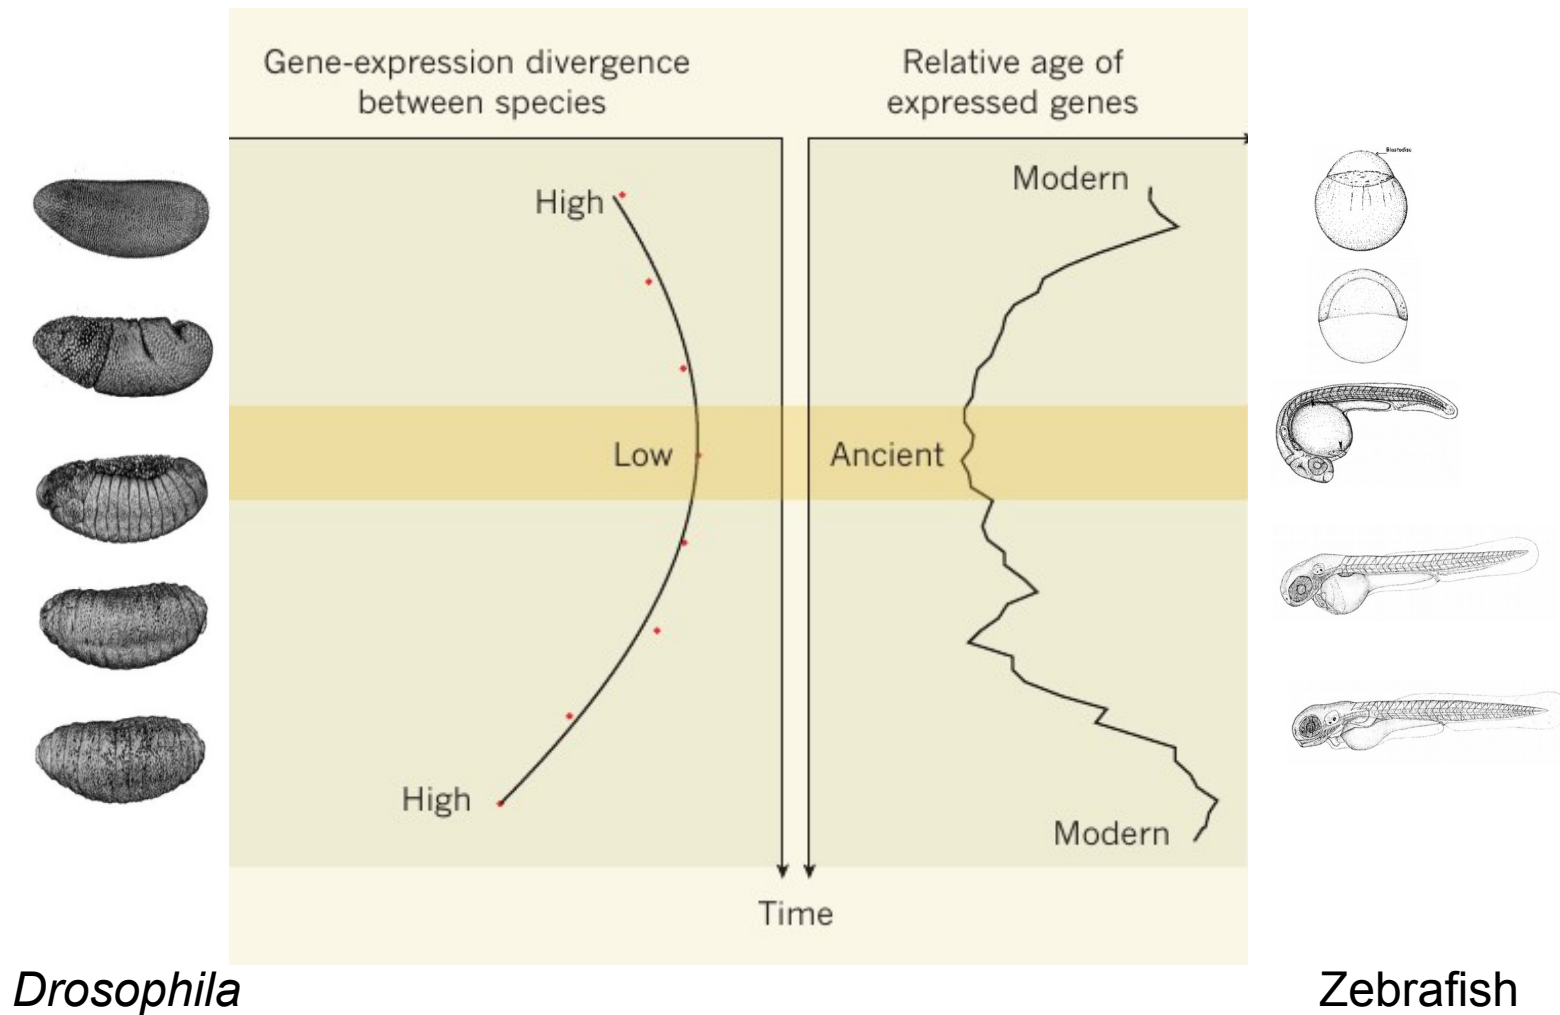 Gene-expression divergence
between species
Relative age of
expressed genes
High
Modern
Blastodisc
Low
Ancient
High
Modern
Time
Drosophila
Zebrafish